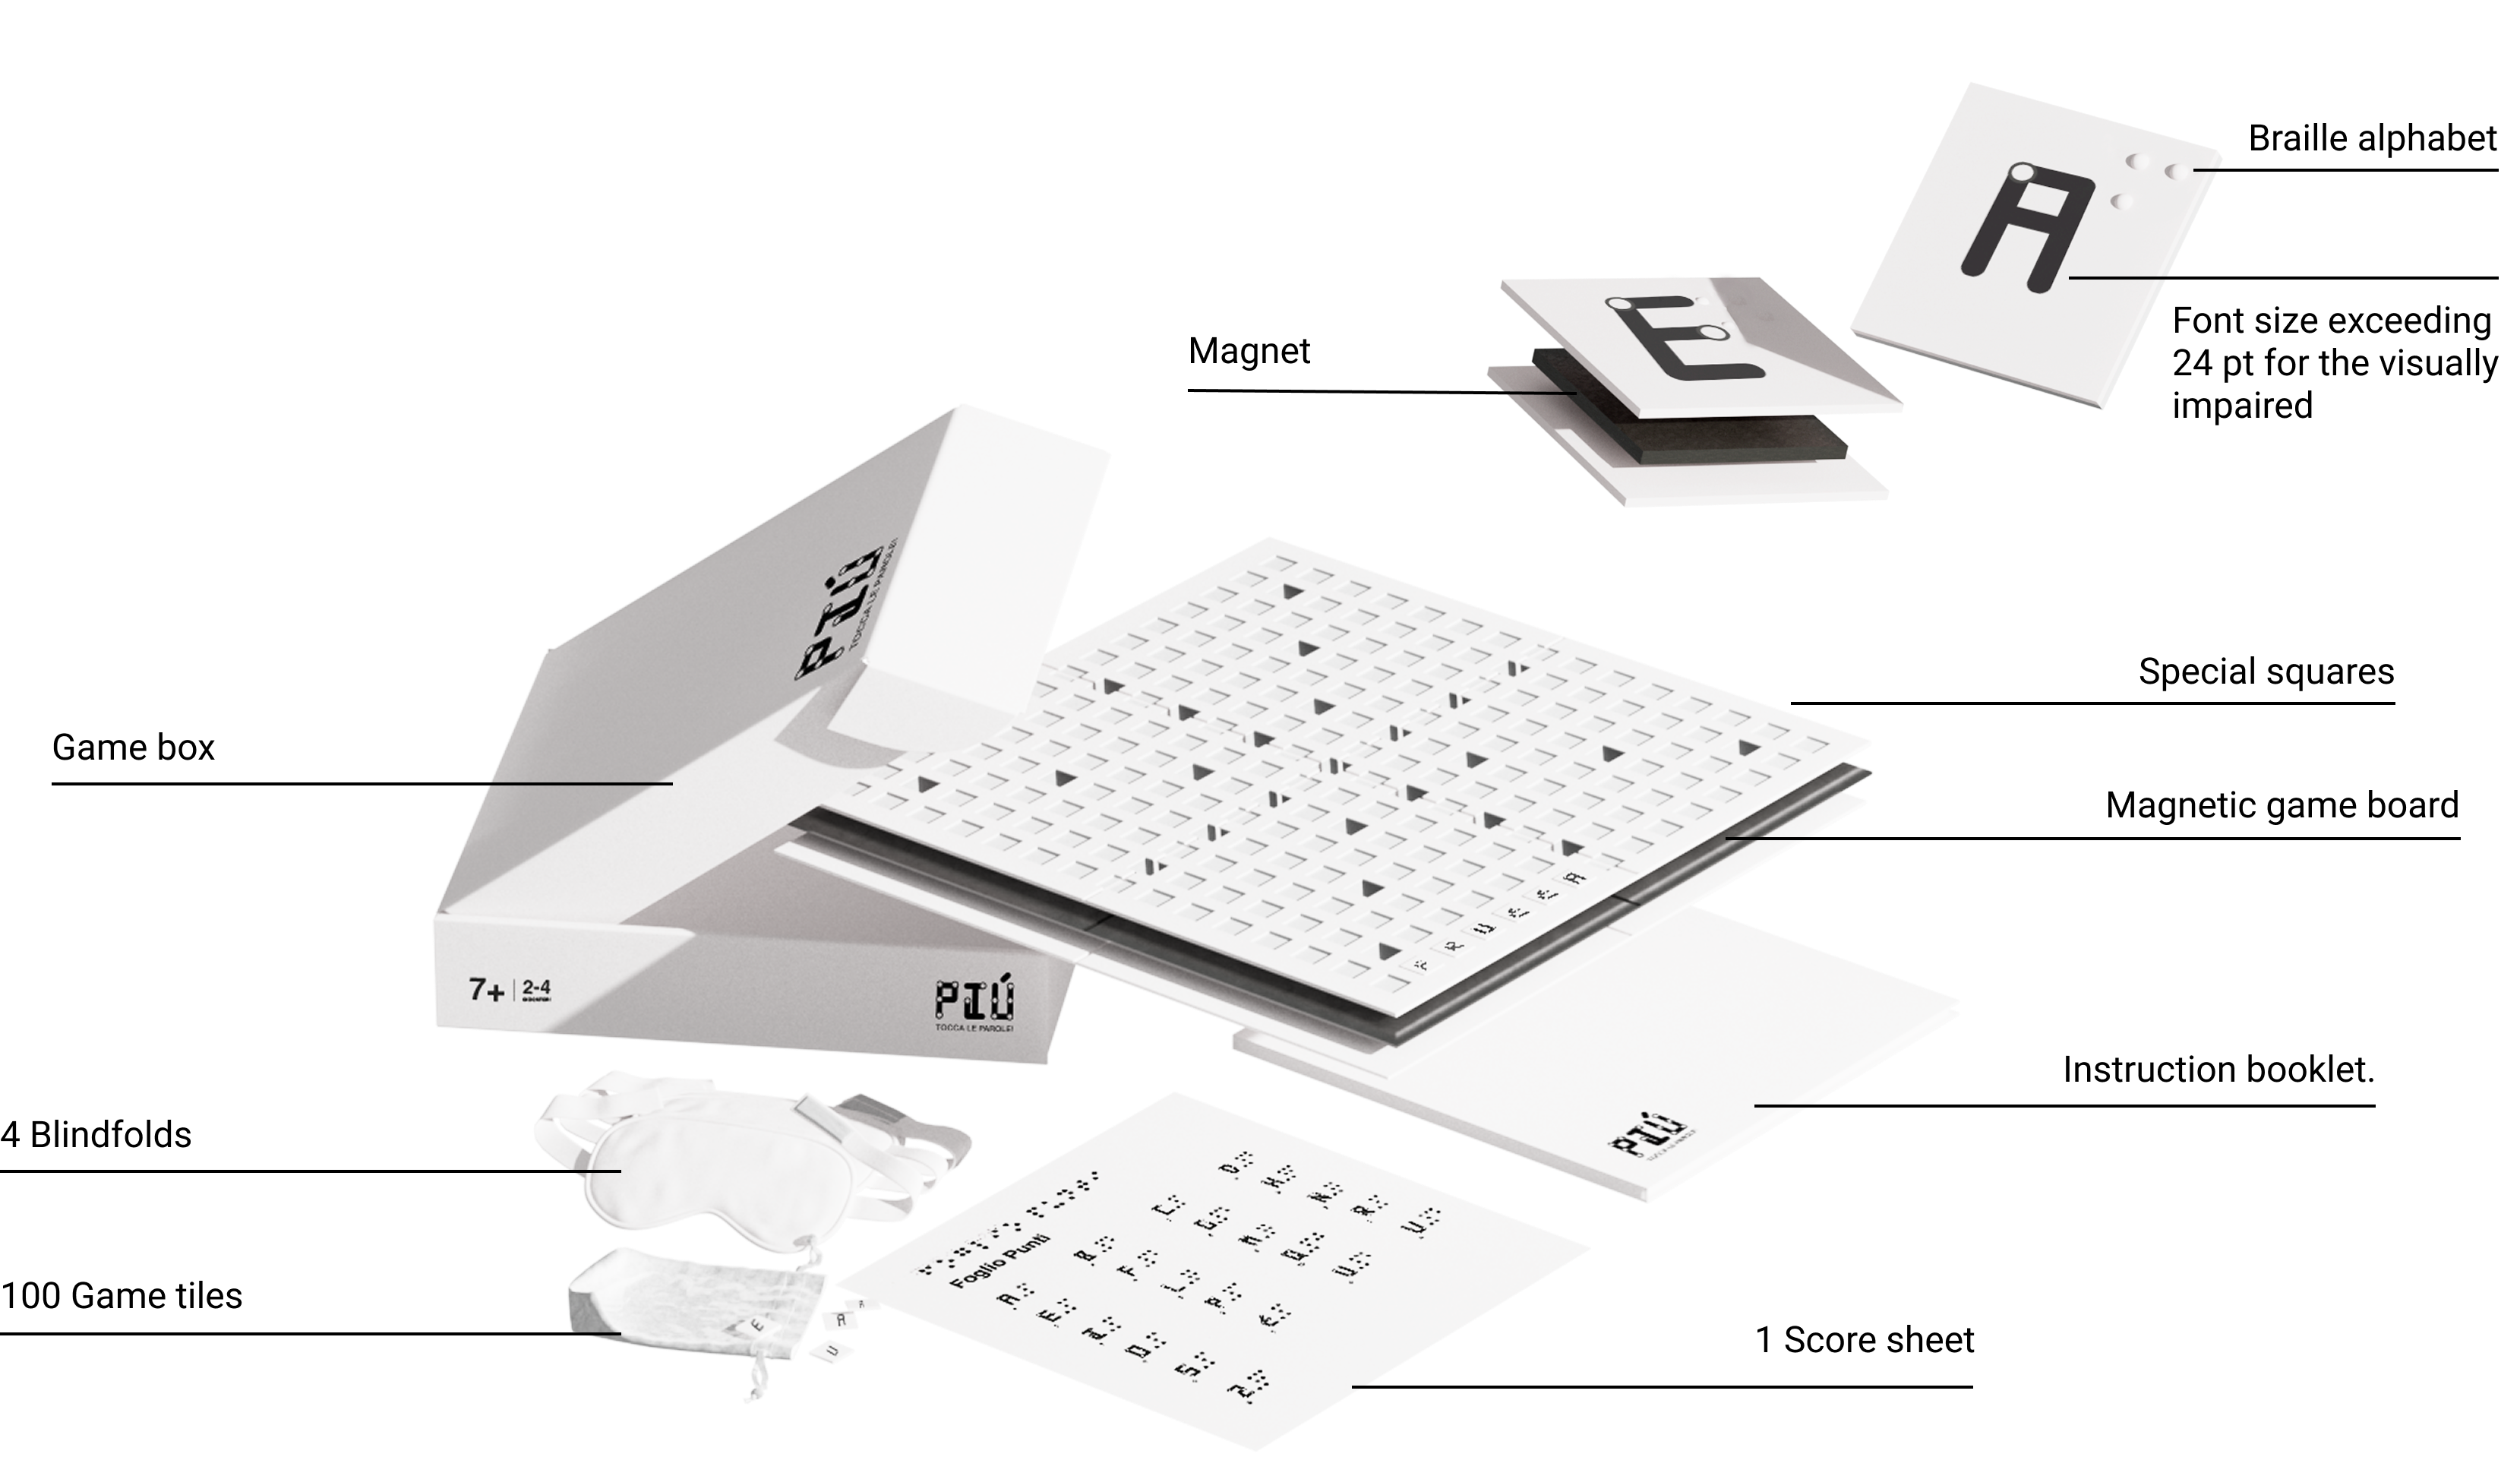 Braille alphabet
A
Font size exceeding
24 pt for the visually
impaired
Magnet
E
PIÚ
TOCCA LE PAROLE!
Special squares
Game box
Magnetic game board
7+ 2-4
PIÚ
TOCCA LE PAROLE!
Instruction booklet.
PIÚ
4 Blindfolds
Foglio Punti
100 Game tiles
E
A
U
1 Score sheet